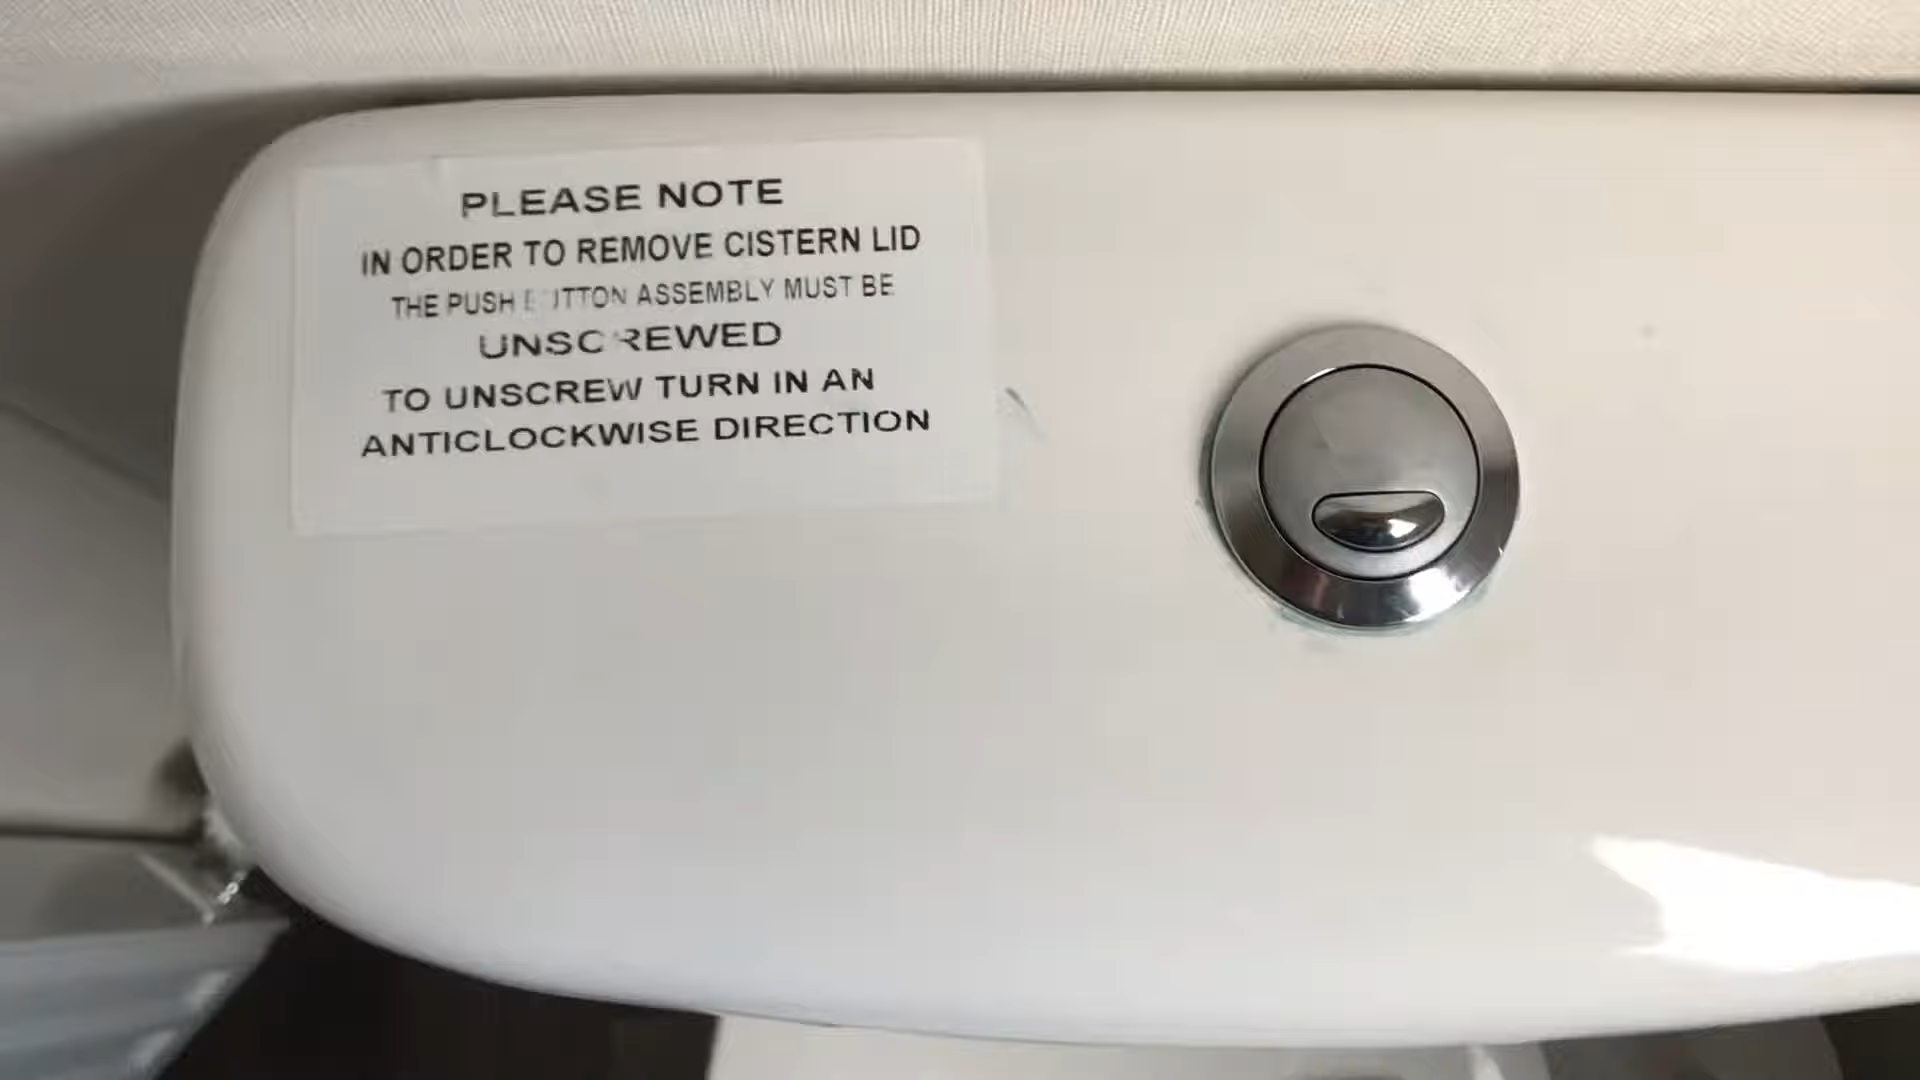 PLEASE NOTE
IN ORDER TO REMOVE CISTERN LID
THE PUSH BUTTON ASSEMBLY MUST BE
UNSCREWED
TO UNSCREW TURN IN AN
ANTICLOCKWISE DIRECTION